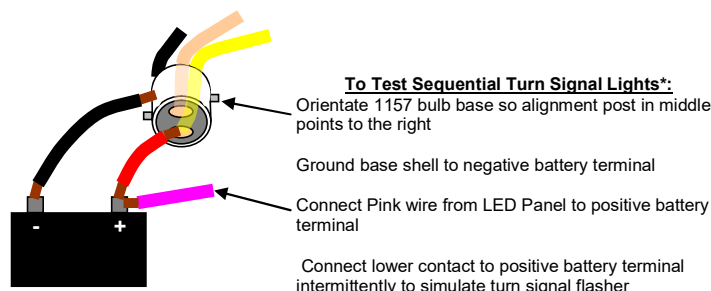 To Test Sequential Turn Signal Lights*:
Orientate 1157 bulb base so alignment post in middle
points to the right
Ground base shell to negative battery terminal
Connect Pink wire from LED Panel to positive battery
terminal
Connect lower contact to positive battery terminal
intermittently to simulate turn signal flasher
- +